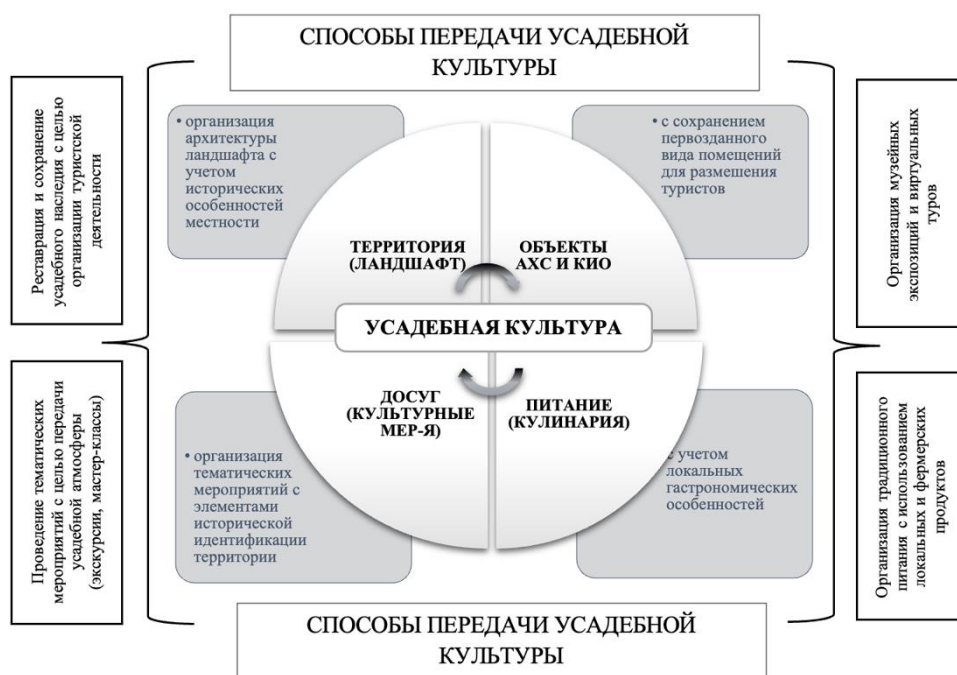 СПОСОБЫ ПЕРЕДАЧИ УСАДЕБНОЙ
КУЛЬТУРЫ
Реставрация и сохранение
усадебного наследия с целью
организации туристской
деятельности
• организация
архитектуры
ландшафта с
учетом
исторических
особенностей
местности
ТЕРРИТОРИЯ
(ЛАНДШАФТ)
ОБЪЕКТЫ
АХС И КИО
• с сохранением
первозданного
вида помещений
для размещения
туристов
Организация музейных
экспозиций и виртуальных
туров
УСАДЕБНАЯ КУЛЬТУРА
Проведение тематических
мероприятий с целью передачи
усадебной атмосферы
(экскурсии, мастер-классы)
• организация
тематических
мероприятий с
элементами
исторической
идентификации
территории
ДОСУГ
(КУЛЬТУРНЫЕ
МЕР-Я)
ПИТАНИЕ
(КУЛИНАРИЯ)
с учетом
локальных
гастрономических
особенностей
Организация традиционного
питания с использованием
локальных и фермерских
продуктов
СПОСОБЫ ПЕРЕДАЧИ УСАДЕБНОЙ
КУЛЬТУРЫ